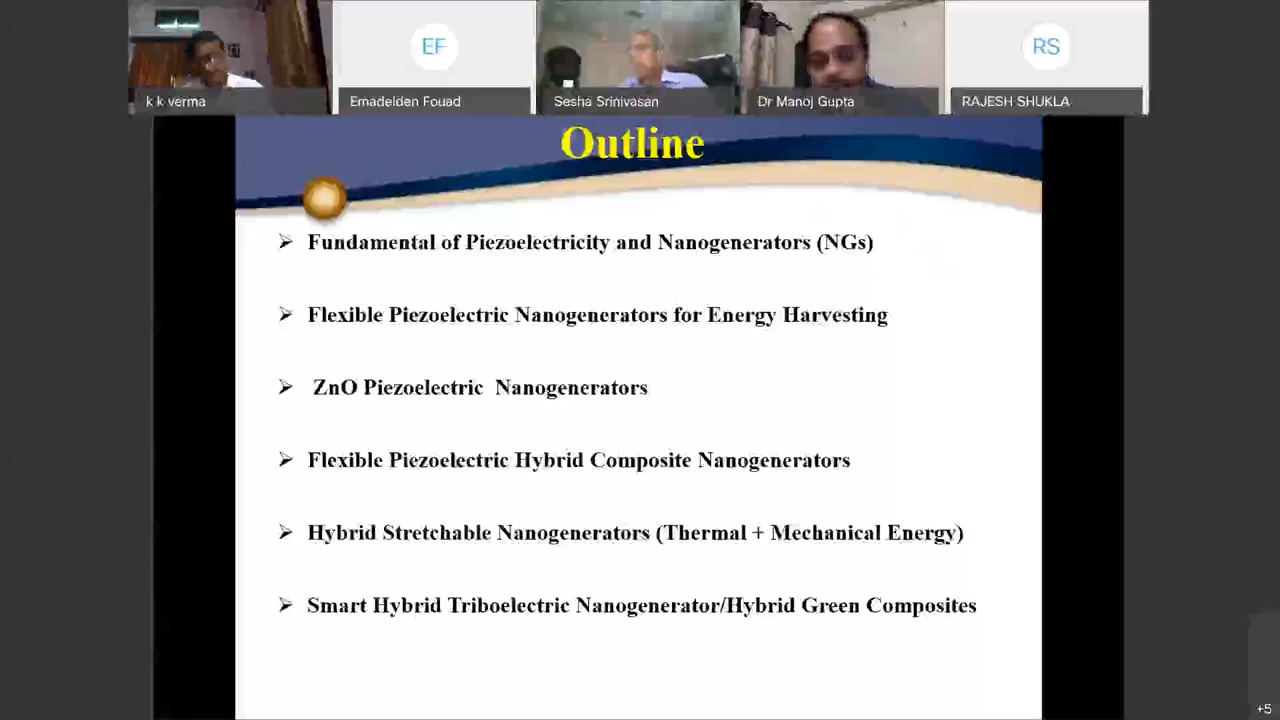 EF
RS
k k verma
Emadelden Fouad
Sesha Srinivasan
Dr Manoj Gupta
RAJESH SHUKLA
Outline
Fundamental of Piezoelectricity and Nanogenerators (NGs)
Flexible Piezoelectric Nanogenerators for Energy Harvesting
ZnO Piezoelectric Nanogenerators
Flexible Piezoelectric Hybrid Composite Nanogenerators
Hybrid Stretchable Nanogenerators (Thermal + Mechanical Energy)
Smart Hybrid Triboelectric Nanogenerator/Hybrid Green Composites
+5